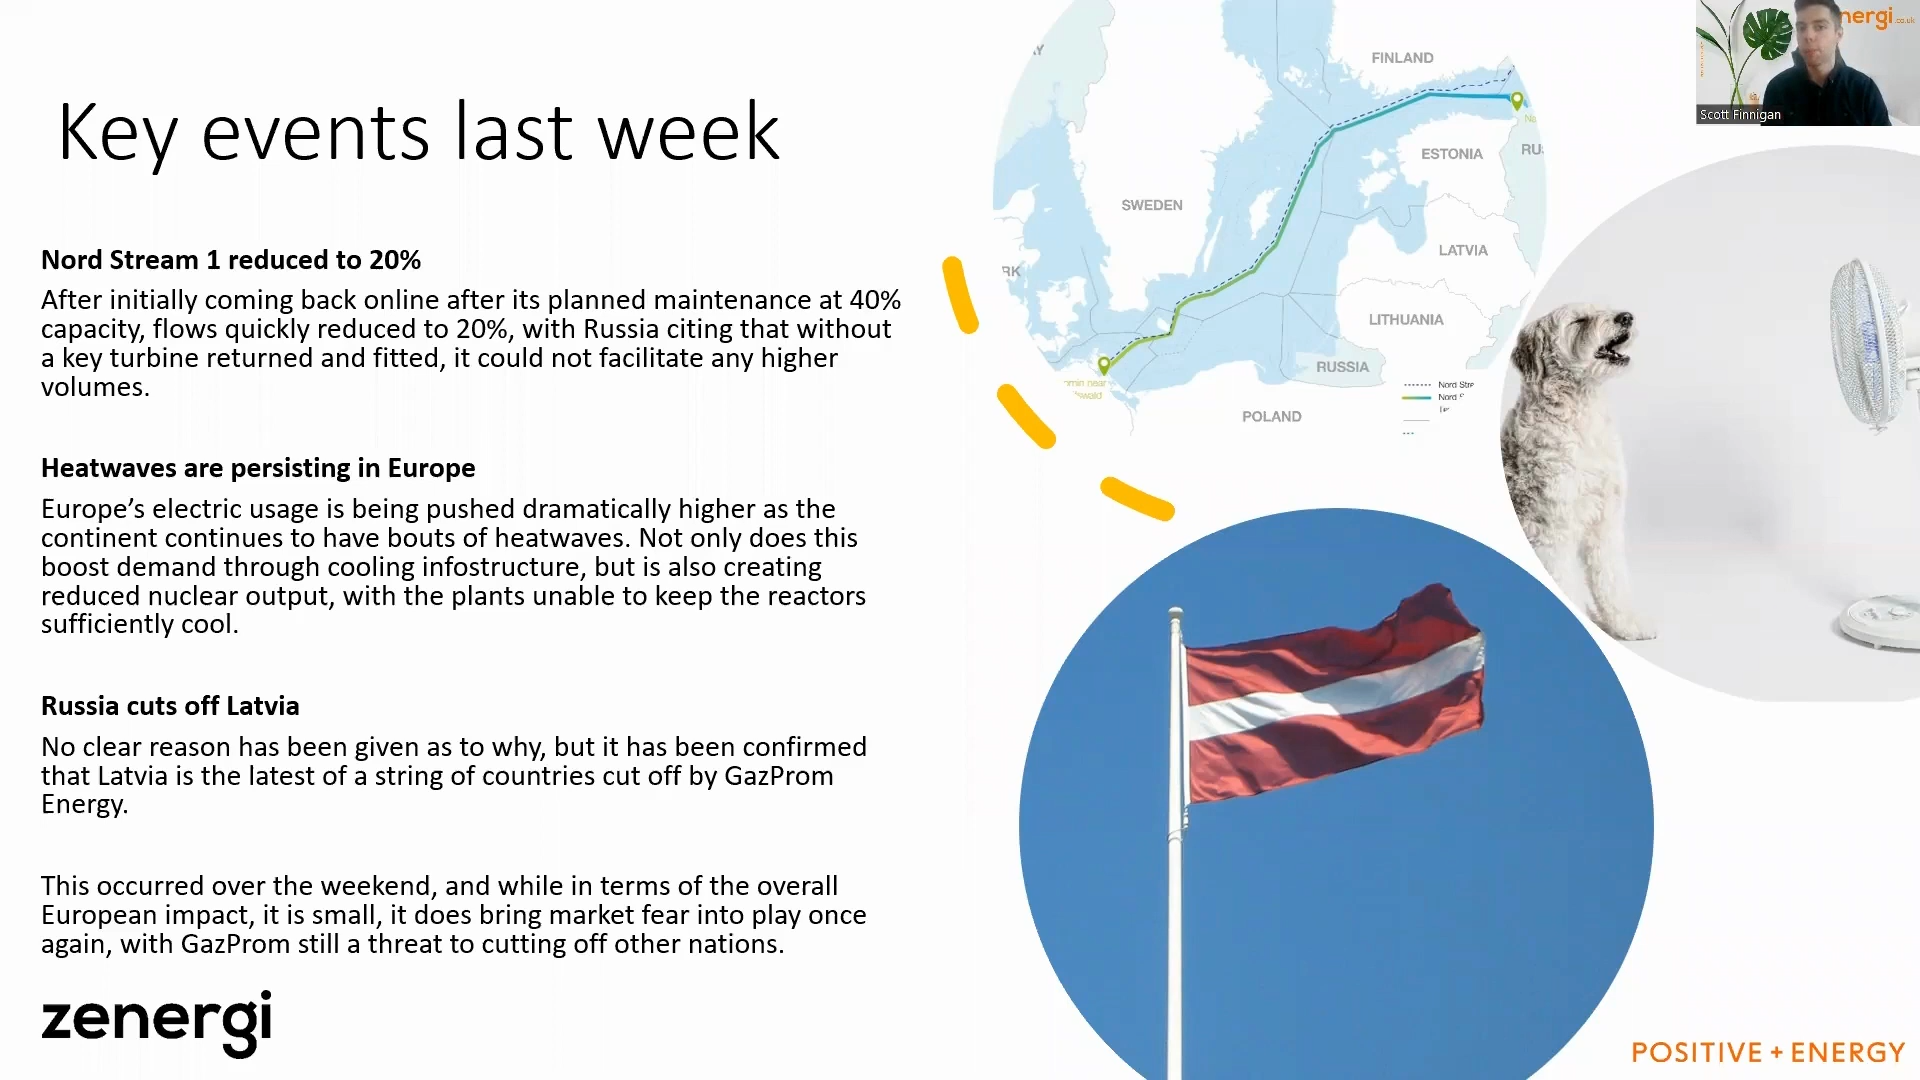 Key events last week
Nord Stream 1 reduced to 20%
After initially coming back online after its planned maintenance at 40%
capacity, flows quickly reduced to 20%, with Russia citing that without
a key turbine returned and fitted, it could not facilitate any higher
volumes.
Heatwaves are persisting in Europe
Europe’s electric usage is being pushed dramatically higher as the
continent continues to have bouts of heatwaves. Not only does this
boost demand through cooling infostructure, but is also creating
reduced nuclear output, with the plants unable to keep the reactors
sufficiently cool.
Russia cuts off Latvia
No clear reason has been given as to why, but it has been confirmed
that Latvia is the latest of a string of countries cut off by GazProm
Energy.
This occurred over the weekend, and while in terms of the overall
European impact, it is small, it does bring market fear into play once
again, with GazProm still a threat to cutting off other nations.
zenergi
FINLAND
ESTONIA
RU
SWEDEN
LATVIA
RK
LITHUANIA
RUSSIA
POLAND
Nord Stre
Nord
nergi.co.uk
Scott Finnigan
POSITIVE + ENERGY